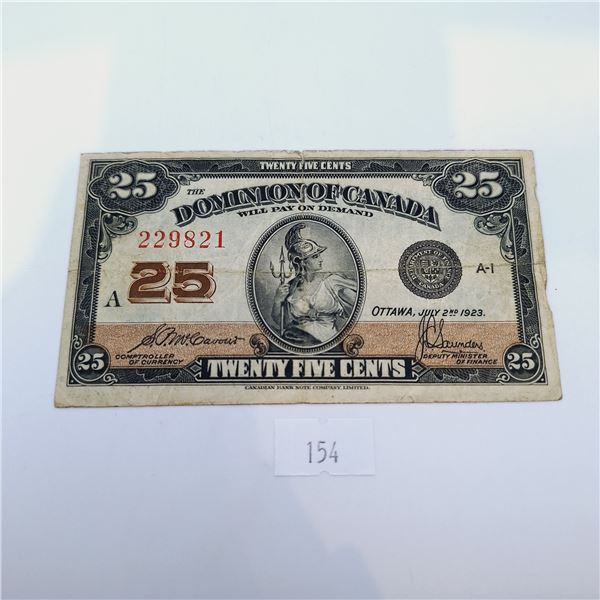 TWENTY FIVE CENTS
25 25
THE
DOMINION OF CANADA
WILL PAY ON DEMAND
229821
A 25
A-1
OTTAWA, JULY 2ND 1923.
COMPTROLLER OF CURRENCY
J.C. Saunders
DEPUTY MINISTER OF FINANCE
25 TWENTY FIVE CENTS 25
CANADIAN BANK NOTE COMPANY, LIMITED.
154